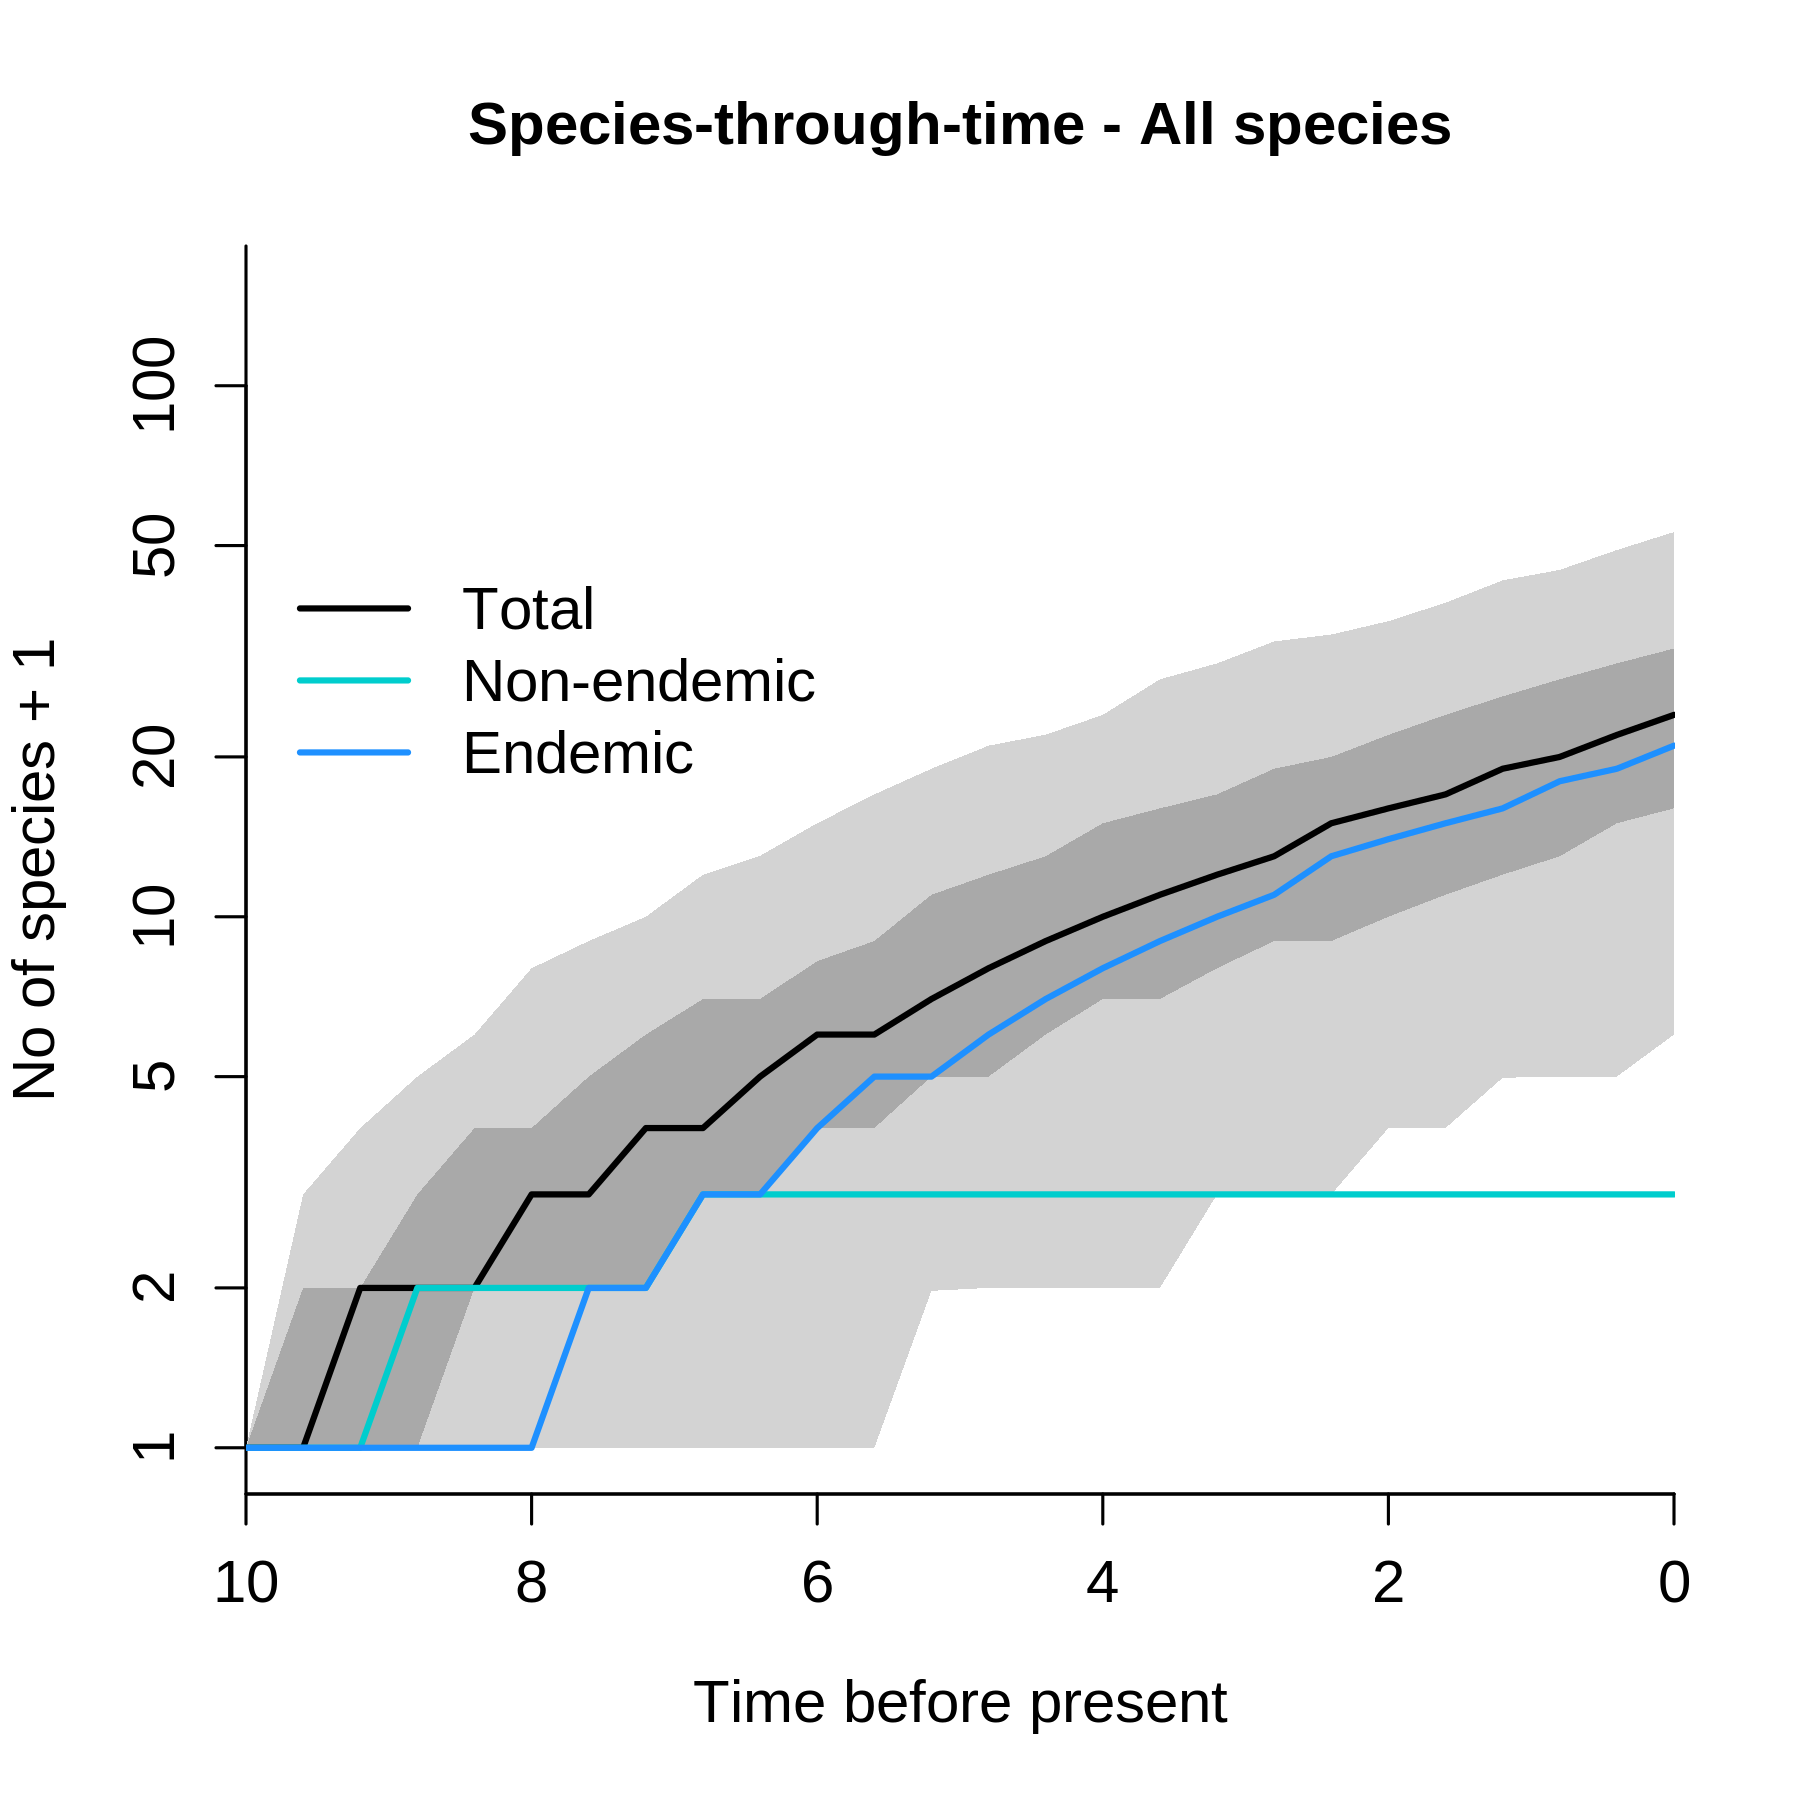 Species-through-time - All species
No of species + 1
100
50
20
10
5
2
1
Total
Non-endemic
Endemic
10 8 6 4 2 0
Time before present